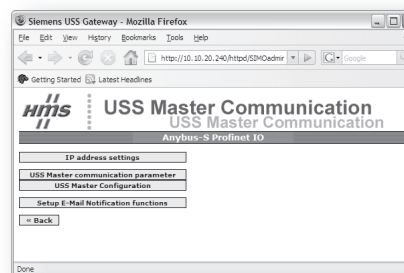 Siemens USS Gateway - Mozilla Firefox
File Edit View History Bookmarks Tools Help
http://10.10.20.240/httpd/SIMOadmir
Google
Getting Started Latest Headlines
HMS
USS Master Communication
USS Master Communication
Anybus-S Profinet IO
IP address settings
USS Master communication parameter
USS Master Configuration
Setup E-Mail Notification functions
« Back
Done